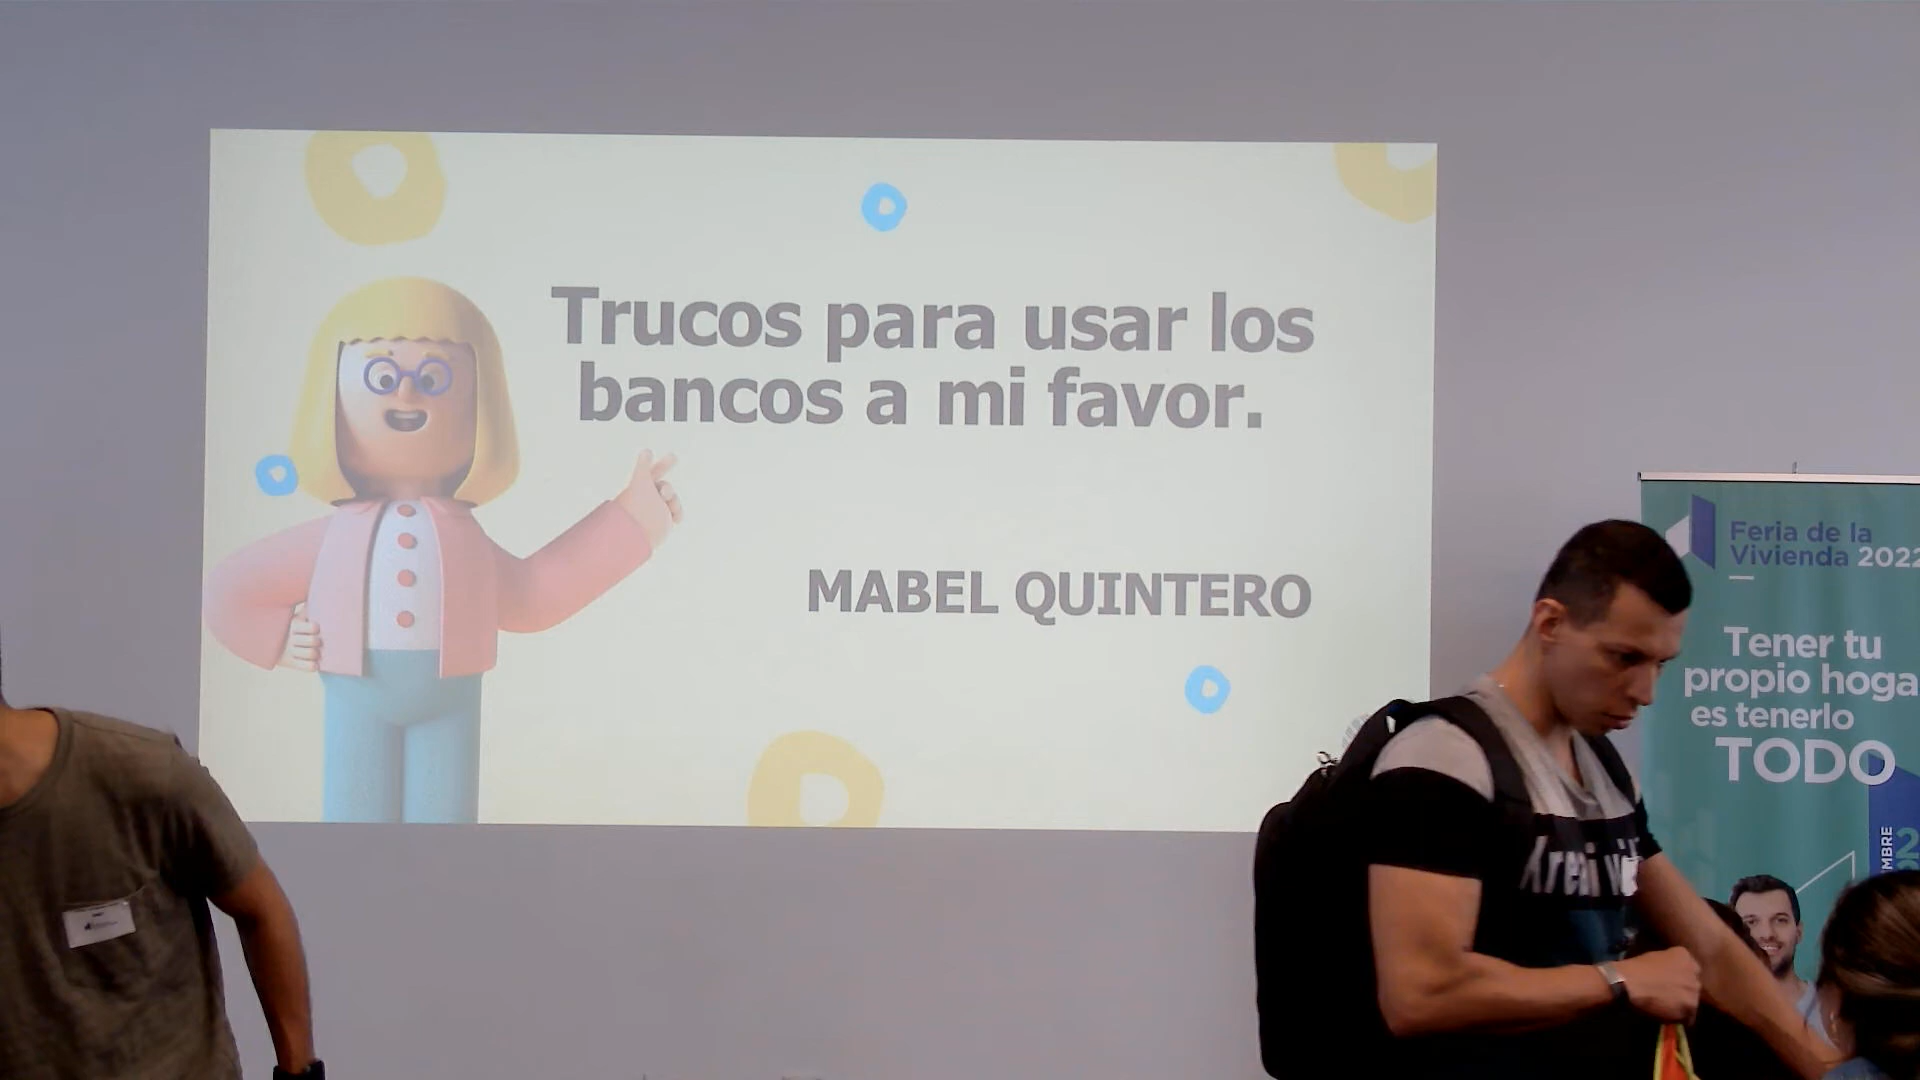 Trucos para usar los
bancos a mi favor.
MABEL QUINTERO
Feria de la
Vivienda 2022
Tener tu
propio
es tenerlo
TODO